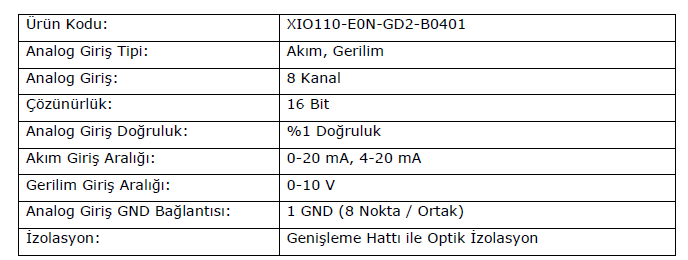 Ürün Kodu: XIO110-E0N-GD2-B0401
Analog Giriş Tipi: Akım, Gerilim
Analog Giriş: 8 Kanal
Çözünürlük: 16 Bit
Analog Giriş Doğruluk: %1 Doğruluk
Akım Giriş Aralığı: 0-20 mA, 4-20 mA
Gerilim Giriş Aralığı: 0-10 V
Analog Giriş GND Bağlantısı: 1 GND (8 Nokta / Ortak)
İzolasyon: Genişleme Hattı ile Optik İzolasyon